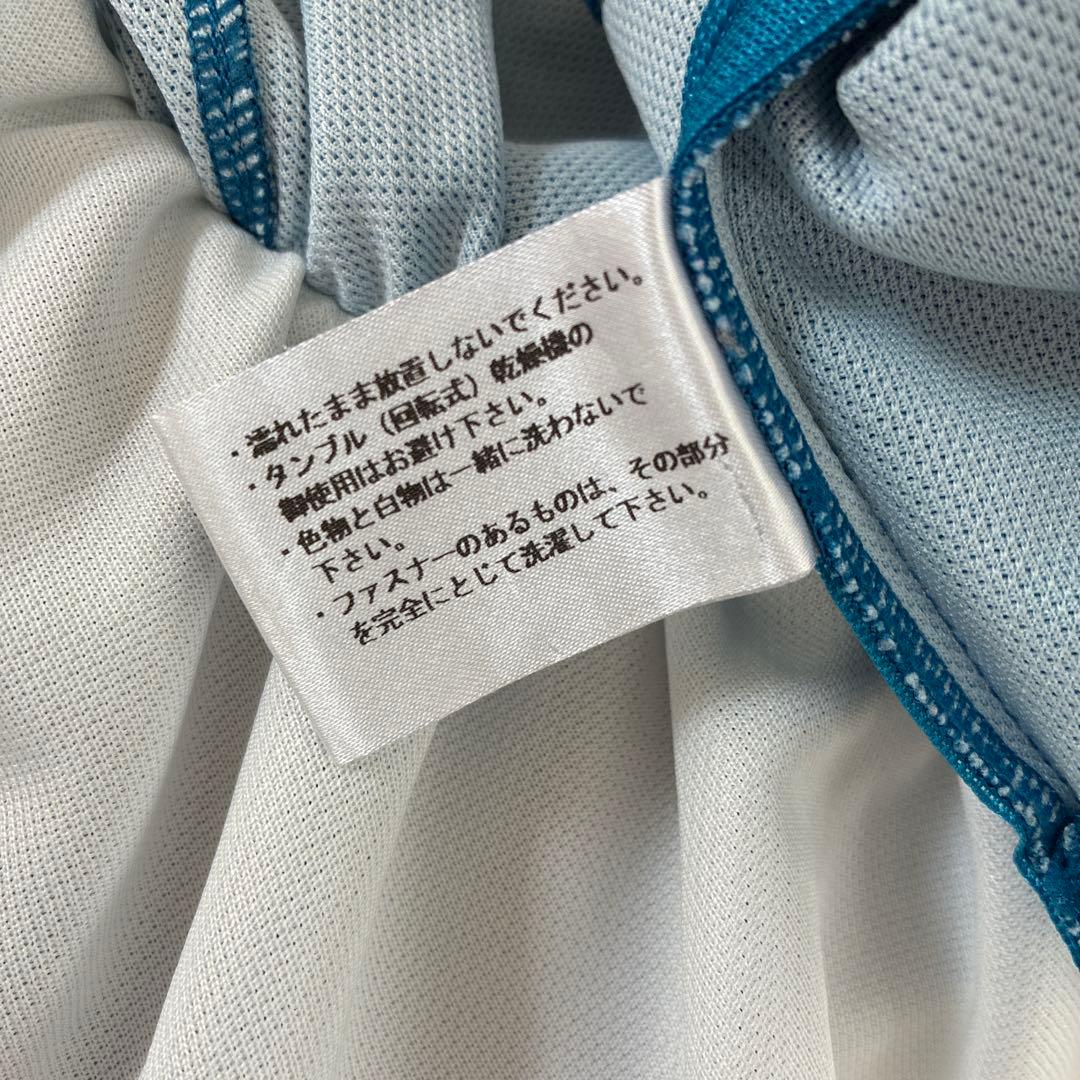 ・濡れたまま放置しないでください。
・タンブル（回転式）乾燥機の
御使用はお避け下さい。
・色物と白物は一緒に洗わないで
下さい。
・ファスナーのあるものは、その部分
を完全にとじて洗濯して下さい。